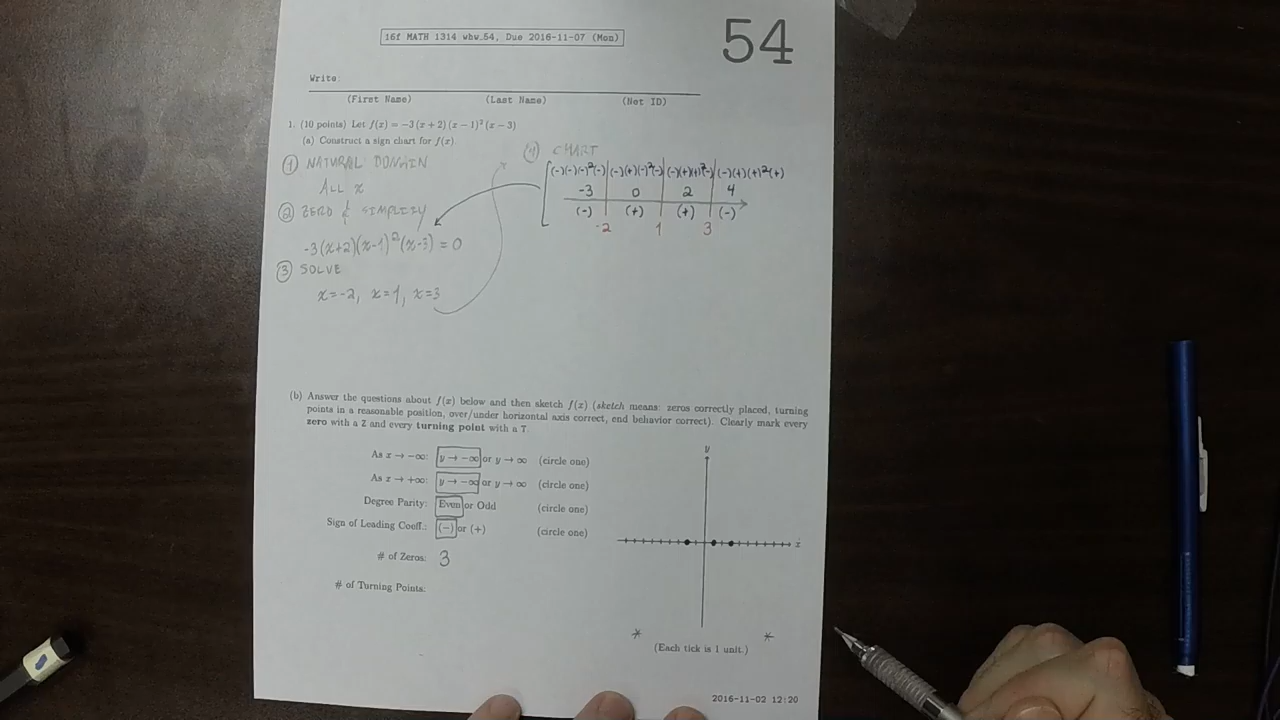 54
16f MATH 1314 whw_54, Due 2016-11-07 (Mon)
Write:
(First Name) (Last Name) (Net ID)
1. (10 points) Let f(x) = −3(x + 2)(x − 1)²(x − 3)
(a) Construct a sign chart for f(x).
① NATURAL DOMAIN
ALL x
② ZERO & SIMPLIFY
-3(x+2)(x-1)²(x-3) = 0
③ SOLVE
x=-2, x=1, x=3
④ CHART
(-)(-)(-)²(-) (-)(+)(-)²(-) (-)(+)(+)²(-) (-)(+)(+)²(+)
-3 0 2 4
(-) (+) (+) (-)
-2 1 3
(b) Answer the questions about f(x) below and then sketch f(x) (sketch means: zeros correctly placed, turning
points in a reasonable position, over/under horizontal axis correct, end behavior correct). Clearly mark every
zero with a Z and every turning point with a T.
As x → −∞: y → −∞ or y → ∞ (circle one)
As x → +∞: y → −∞ or y → ∞ (circle one)
Degree Parity: Even or Odd (circle one)
Sign of Leading Coeff.: (−) or (+) (circle one)
# of Zeros: 3
# of Turning Points:
y
x
(Each tick is 1 unit.)
2016-11-02 12:20